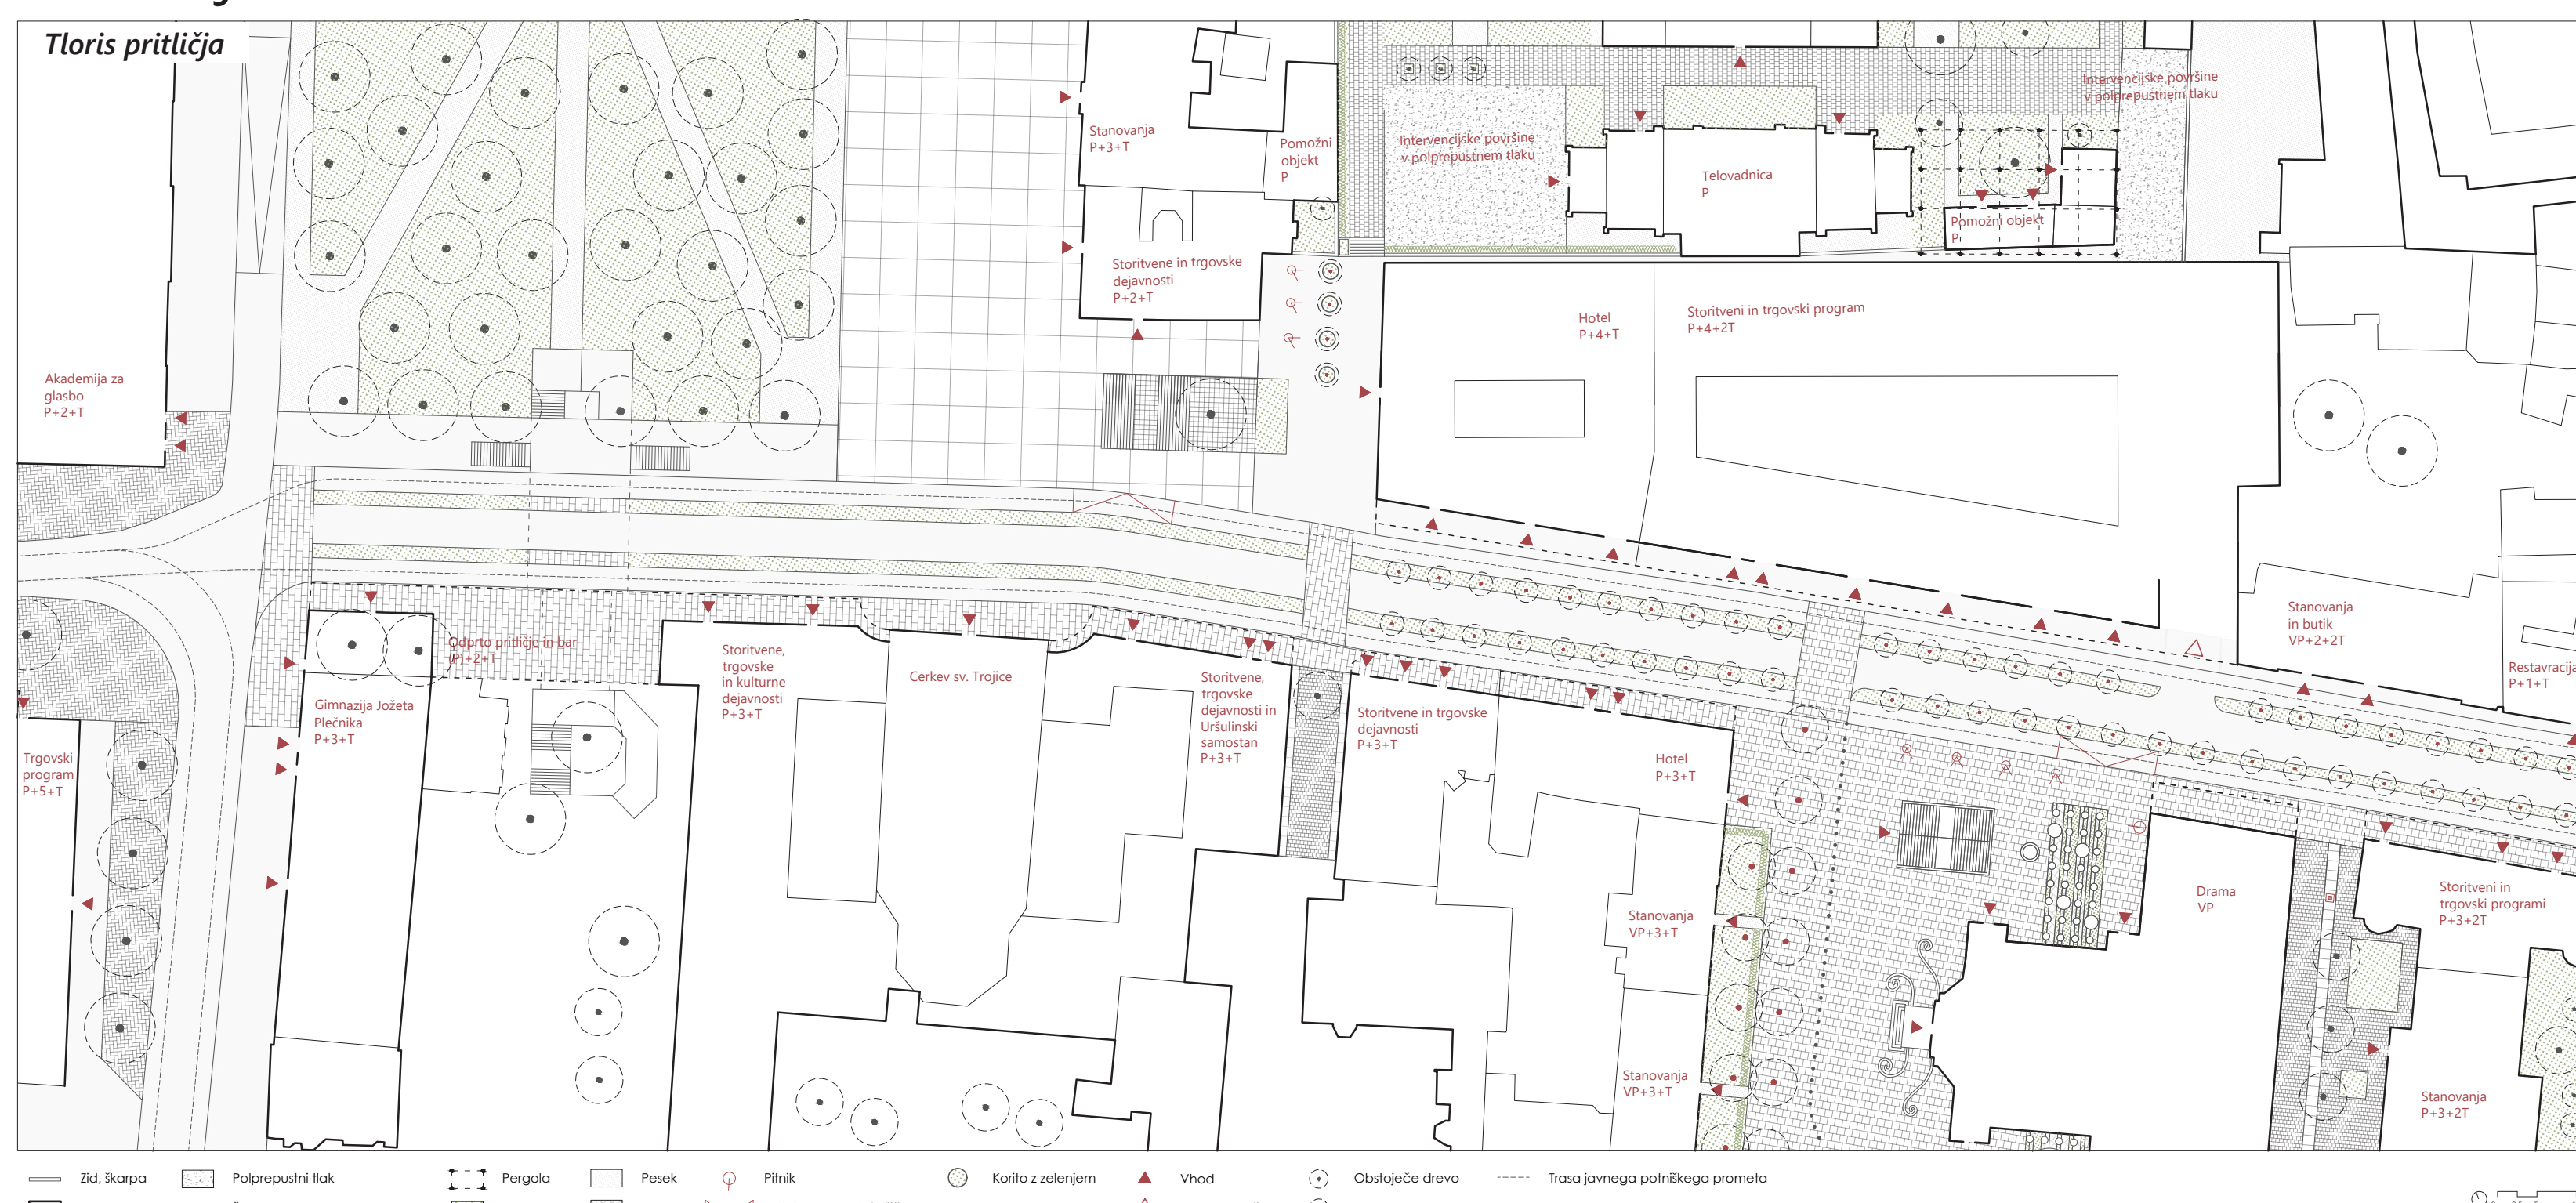 Tloris pritličja
Stanovanja
P+3+T
Pomožni
objekt
P
Intervencijske površine
v polprepustnem tlaku
Telovadnica
P
Intervencijske površine
v polprepustnem tlaku
Pomožni objekt
P
Storitvene in trgovske
dejavnosti
P+2+T
Hotel
P+4+T
Storitveni in trgovski program
P+4+2T
Akademija za
glasbo
P+2+T
Stanovanja
in butik
VP+2+2T
Restavracija
P+1+T
Odprto pritličje in bar
(P)+2+T
Gimnazija Jožeta
Plečnika
P+3+T
Storitvene,
trgovske
in kulturne
dejavnosti
P+3+T
Cerkev sv. Trojice
Storitvene,
trgovske
dejavnosti in
Uršulinski
samostan
P+3+T
Storitvene in trgovske
dejavnosti
P+3+T
Hotel
P+3+T
Trgovski
program
P+5+T
Stanovanja
VP+3+T
Drama
VP
Storitveni in
trgovski programi
P+3+2T
Stanovanja
VP+3+T
Stanovanja
P+3+2T
Zid, škarpa
Polprepustni tlak
Pergola
Pesek
Pitnik
Korito z zelenjem
Vhod
Obstoječe drevo
Trasa javnega potniškega prometa